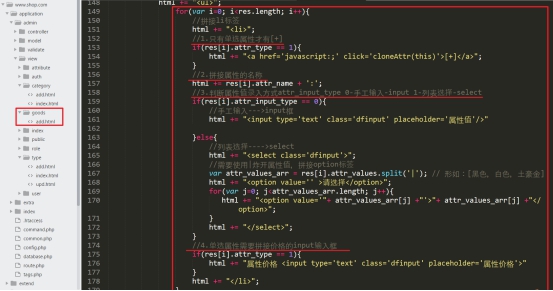 www.shop.com
application
admin
controller
model
validate
view
attribute
auth
category
add.html
index.html
goods
add.html
index
public
role
type
add.html
index.html
upd.html
user
extra
index
.htaccess
command.php
common.php
config.php
database.php
route.php
tags.php
extend
148 html += "<ul>";
149 for(var i=0; i<res.length; i++){
150 //拼接li标签
151 html += "<li>";
152 //1.只有单选属性才有[+]
153 if(res[i].attr_type == 1){
154 html += "<a href='javascript:;' click='cloneAttr(this)'>[+]</a>";
155 }
156 //2.拼接属性的名称
157 html += res[i].attr_name + ':';
158 //3.判断属性值录入方式attr_input_type 0-手工输入-input 1-列表选择-select
159 if(res[i].attr_input_type == 0){
160 //手工输入--->input框
161 html += "<input type='text' class='dfinput' placeholder='属性值'/>"
162
163 }else{
164 //列表选择---->select
165 html += "<select class='dfinput'>";
166 //需要使用|炸开属性值，拼接option标签
167 var attr_values_arr = res[i].attr_values.split('|'); // 形如：[黑色, 白色, 土豪金]
168 html += "<option value='' >请选择</option>";
169 for(var j=0; j<attr_values_arr.length; j++){
170 html += "<option value='"+ attr_values_arr[j] +"'>"+ attr_values_arr[j] +"</
option>";
171 }
172 html += "</select>";
173 }
174 //4.单选属性需要拼接价格的input输入框
175 if(res[i].attr_type == 1){
176 html += "属性价格 <input type='text' class='dfinput' placeholder='属性价格'>"
177 }
178 html += "</li>";
179 }